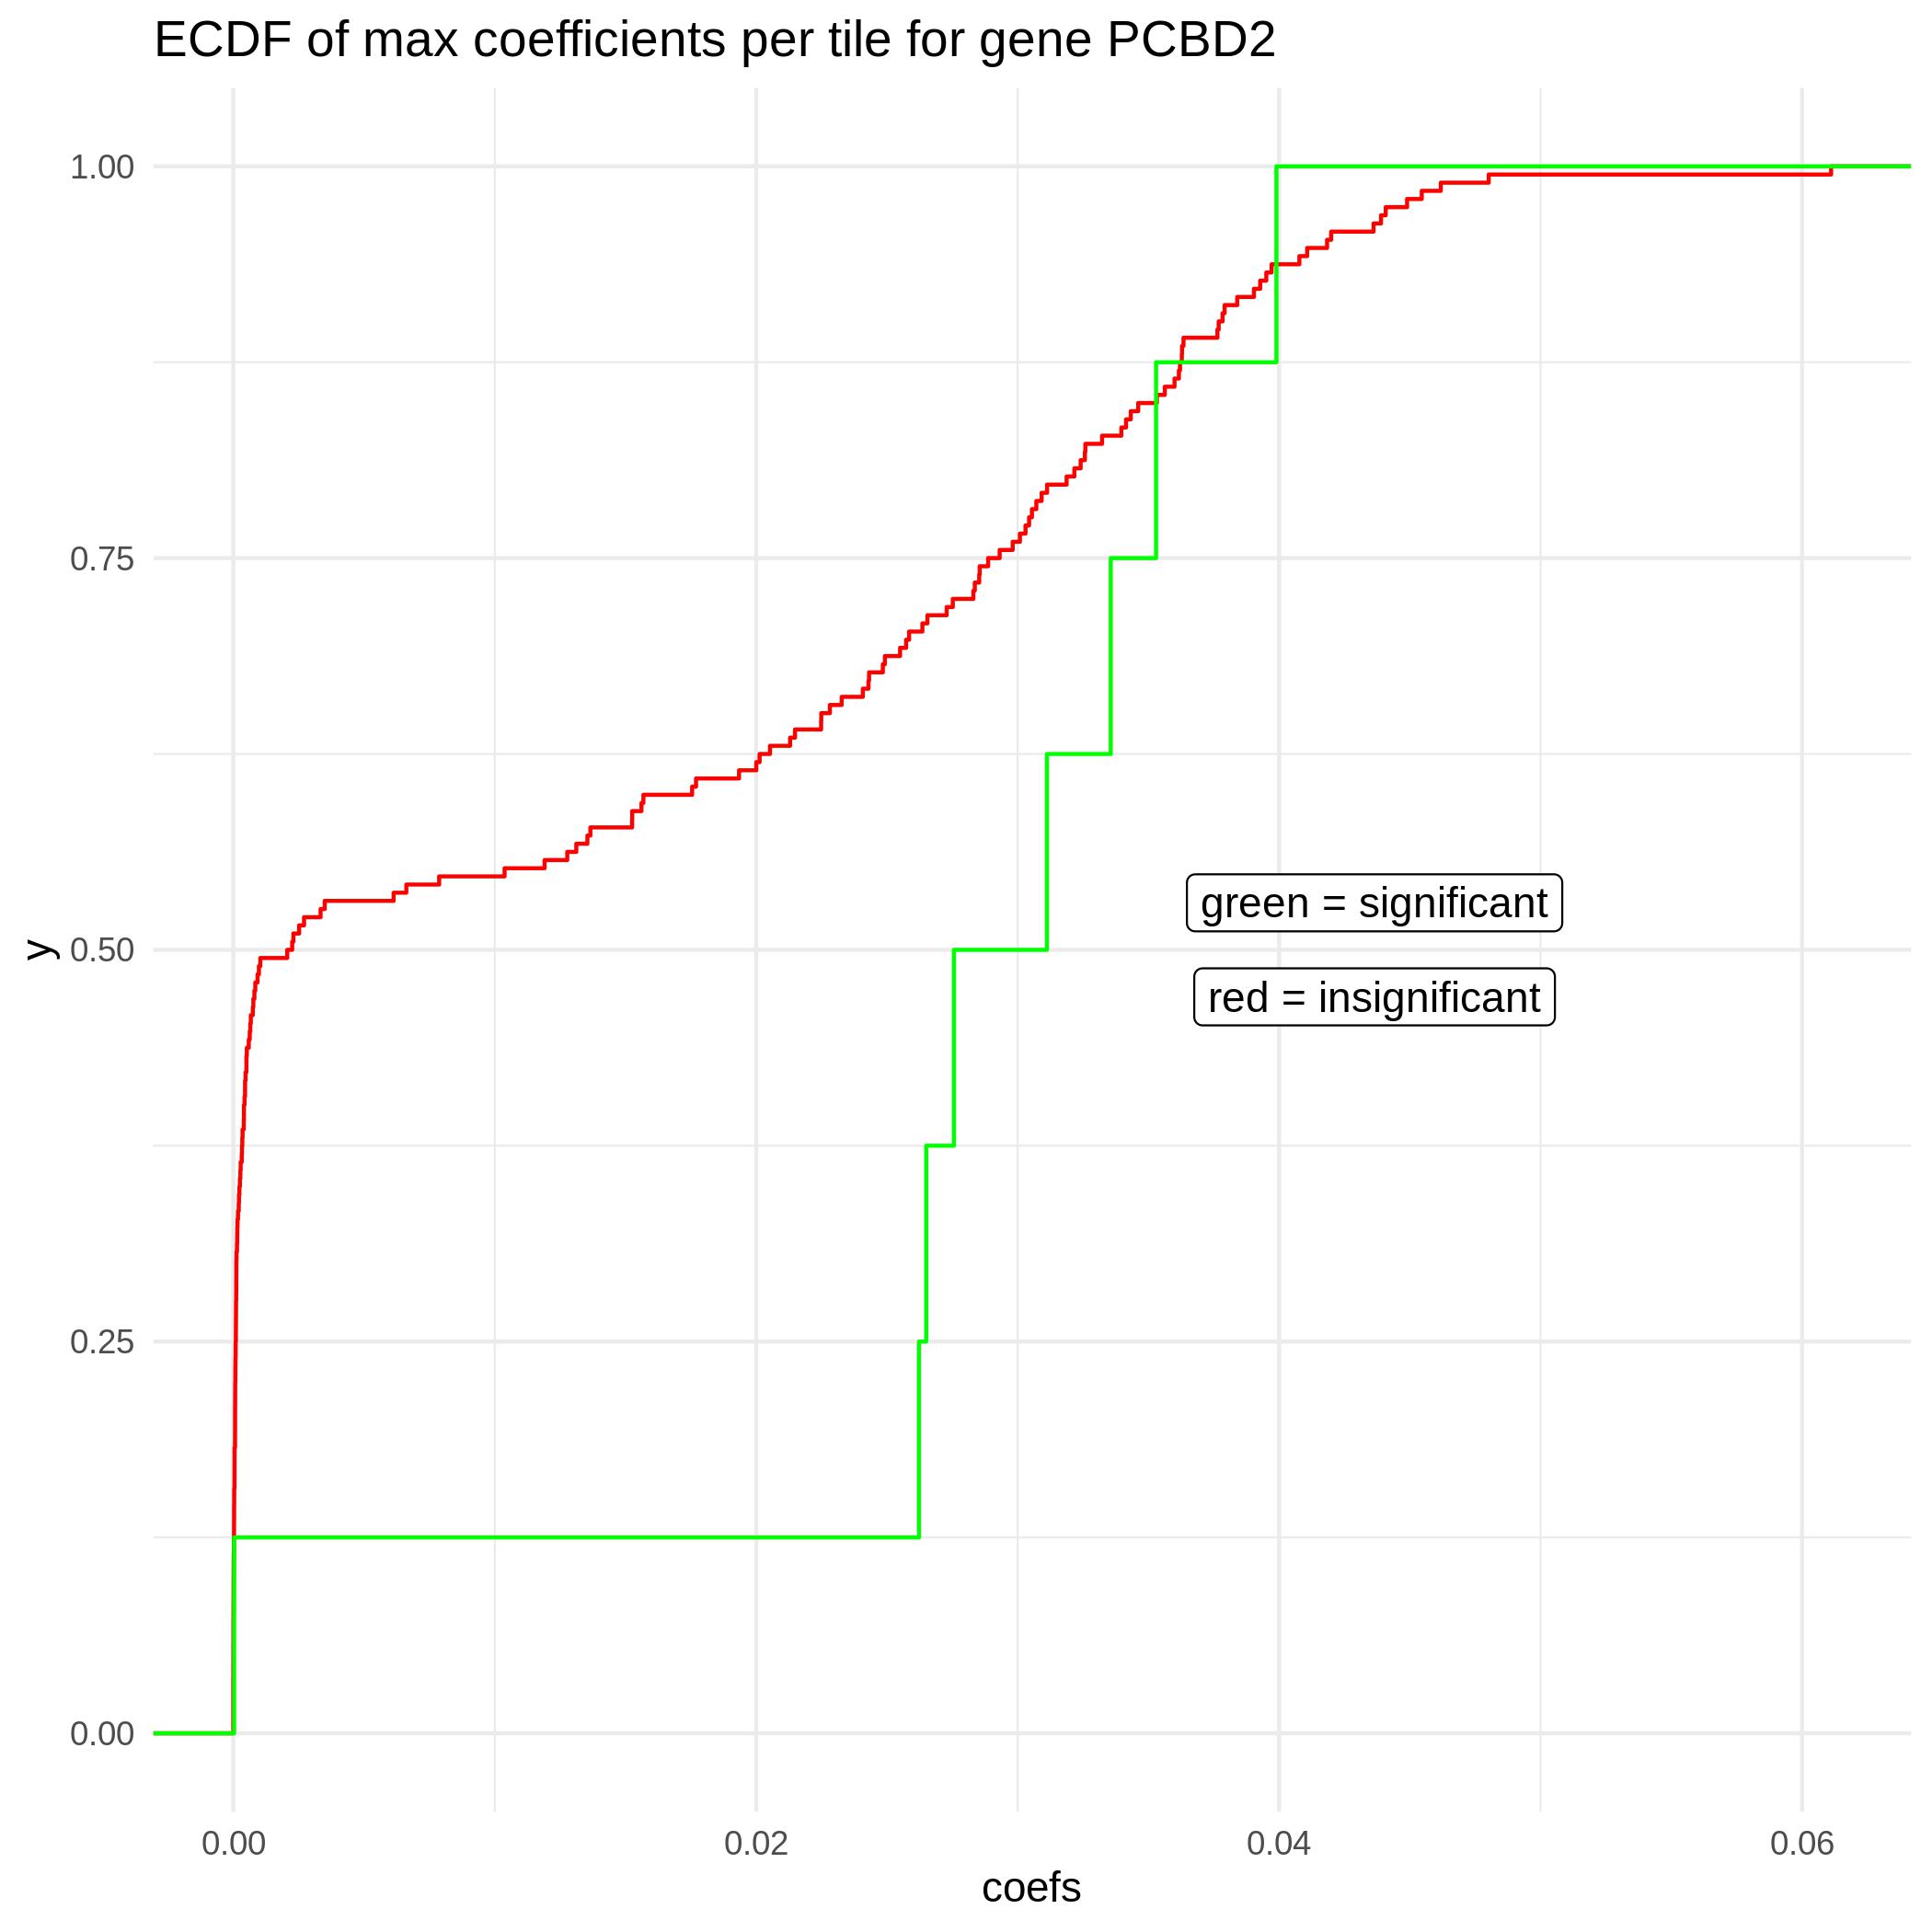 ECDF of max coefficients per tile for gene PCBD2
1.00
0.75
0.50
0.25
0.00
y
green = significant
red = insignificant
0.00 0.02 0.04 0.06
coefs